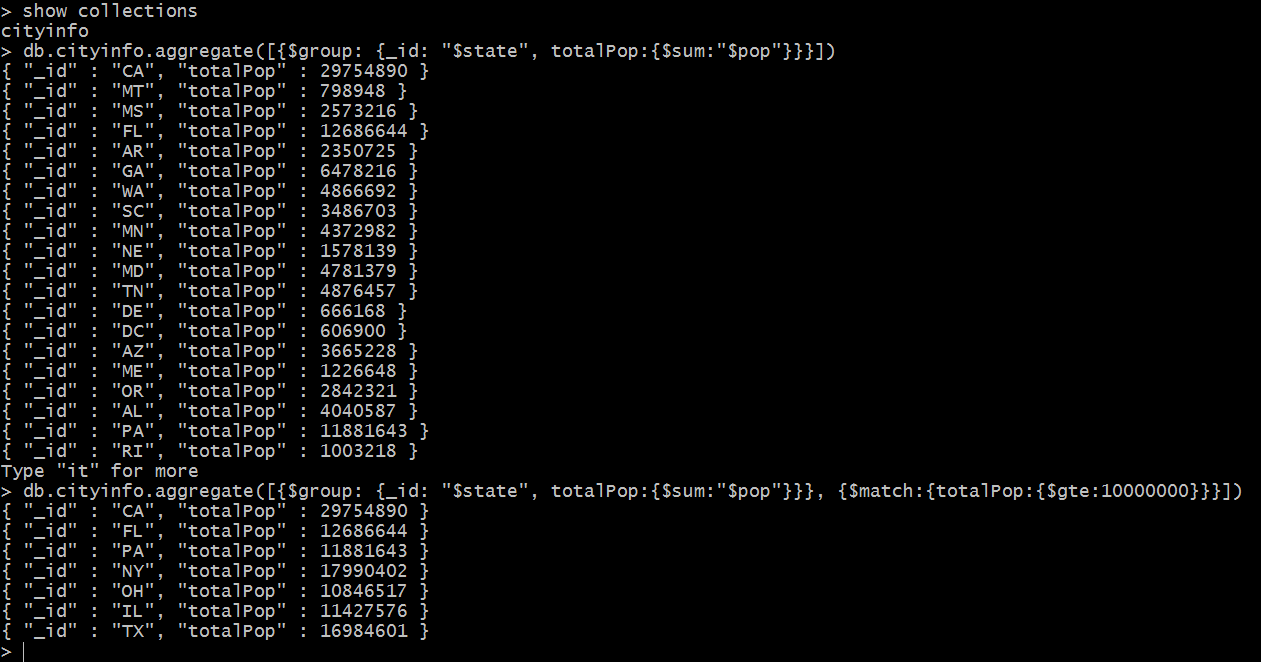 > show collections
cityinfo
> db.cityinfo.aggregate([{$group: {_id: "$state", totalPop:{$sum:"$pop"}}}])
{ "_id" : "CA", "totalPop" : 29754890 }
{ "_id" : "MT", "totalPop" : 798948 }
{ "_id" : "MS", "totalPop" : 2573216 }
{ "_id" : "FL", "totalPop" : 12686644 }
{ "_id" : "AR", "totalPop" : 2350725 }
{ "_id" : "GA", "totalPop" : 6478216 }
{ "_id" : "WA", "totalPop" : 4866692 }
{ "_id" : "SC", "totalPop" : 3486703 }
{ "_id" : "MN", "totalPop" : 4372982 }
{ "_id" : "NE", "totalPop" : 1578139 }
{ "_id" : "MD", "totalPop" : 4781379 }
{ "_id" : "TN", "totalPop" : 4876457 }
{ "_id" : "DE", "totalPop" : 666168 }
{ "_id" : "DC", "totalPop" : 606900 }
{ "_id" : "AZ", "totalPop" : 3665228 }
{ "_id" : "ME", "totalPop" : 1226648 }
{ "_id" : "OR", "totalPop" : 2842321 }
{ "_id" : "AL", "totalPop" : 4040587 }
{ "_id" : "PA", "totalPop" : 11881643 }
{ "_id" : "RI", "totalPop" : 1003218 }
Type "it" for more
> db.cityinfo.aggregate([{$group: {_id: "$state", totalPop:{$sum:"$pop"}}}, {$match:{totalPop:{$gte:10000000}}}])
{ "_id" : "CA", "totalPop" : 29754890 }
{ "_id" : "FL", "totalPop" : 12686644 }
{ "_id" : "PA", "totalPop" : 11881643 }
{ "_id" : "NY", "totalPop" : 17990402 }
{ "_id" : "OH", "totalPop" : 10846517 }
{ "_id" : "IL", "totalPop" : 11427576 }
{ "_id" : "TX", "totalPop" : 16984601 }
>